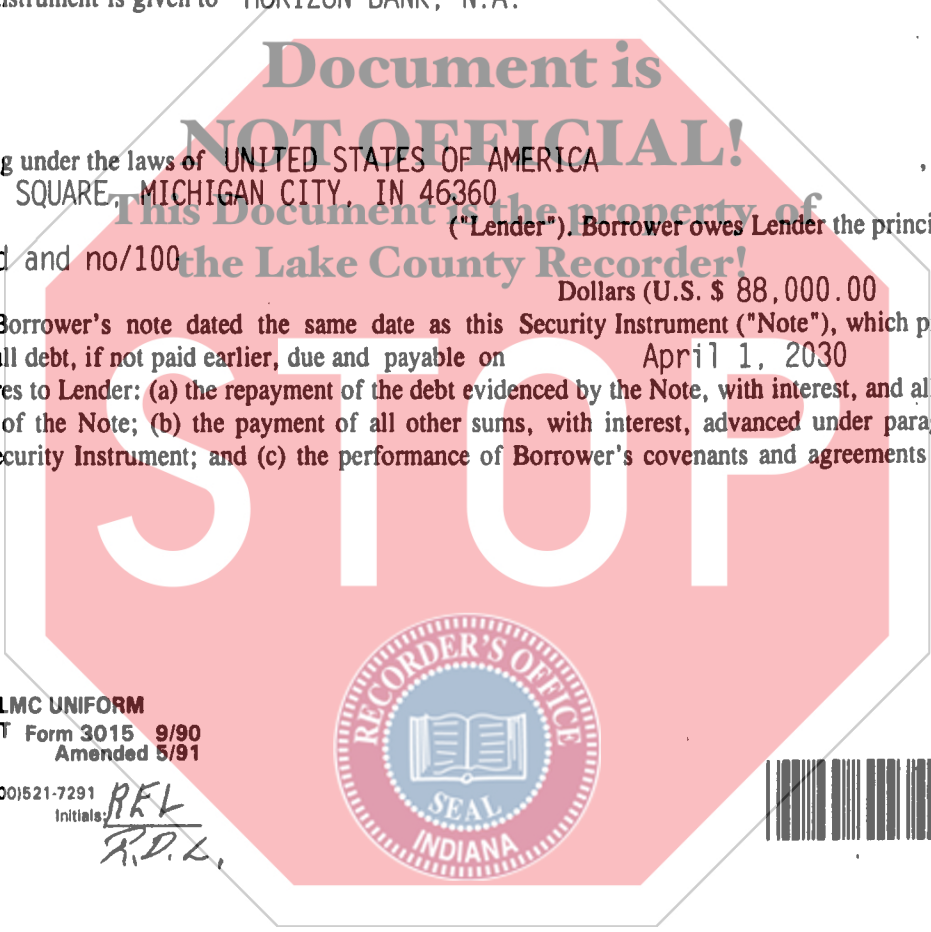 nstrument is given to HORIZON BANK, N.A.
Document is
NOT OFFICIAL!
g under the laws of UNITED STATES OF AMERICA ,
SQUARE, MICHIGAN CITY, IN 46360
This Document is the property of
("Lender"). Borrower owes Lender the princi
d and no/100
the Lake County Recorder!
Dollars (U.S. $ 88,000.00
Borrower's note dated the same date as this Security Instrument ("Note"), which p
ll debt, if not paid earlier, due and payable on April 1, 2030
es to Lender: (a) the repayment of the debt evidenced by the Note, with interest, and al
of the Note; (b) the payment of all other sums, with interest, advanced under para
ecurity Instrument; and (c) the performance of Borrower's covenants and agreements
STOP
RECORDER'S OFFICE
SEAL
INDIANA
LMC UNIFORM
T Form 3015 9/90
Amended 5/91
00)521-7291
Initials: REL
R.D.L.